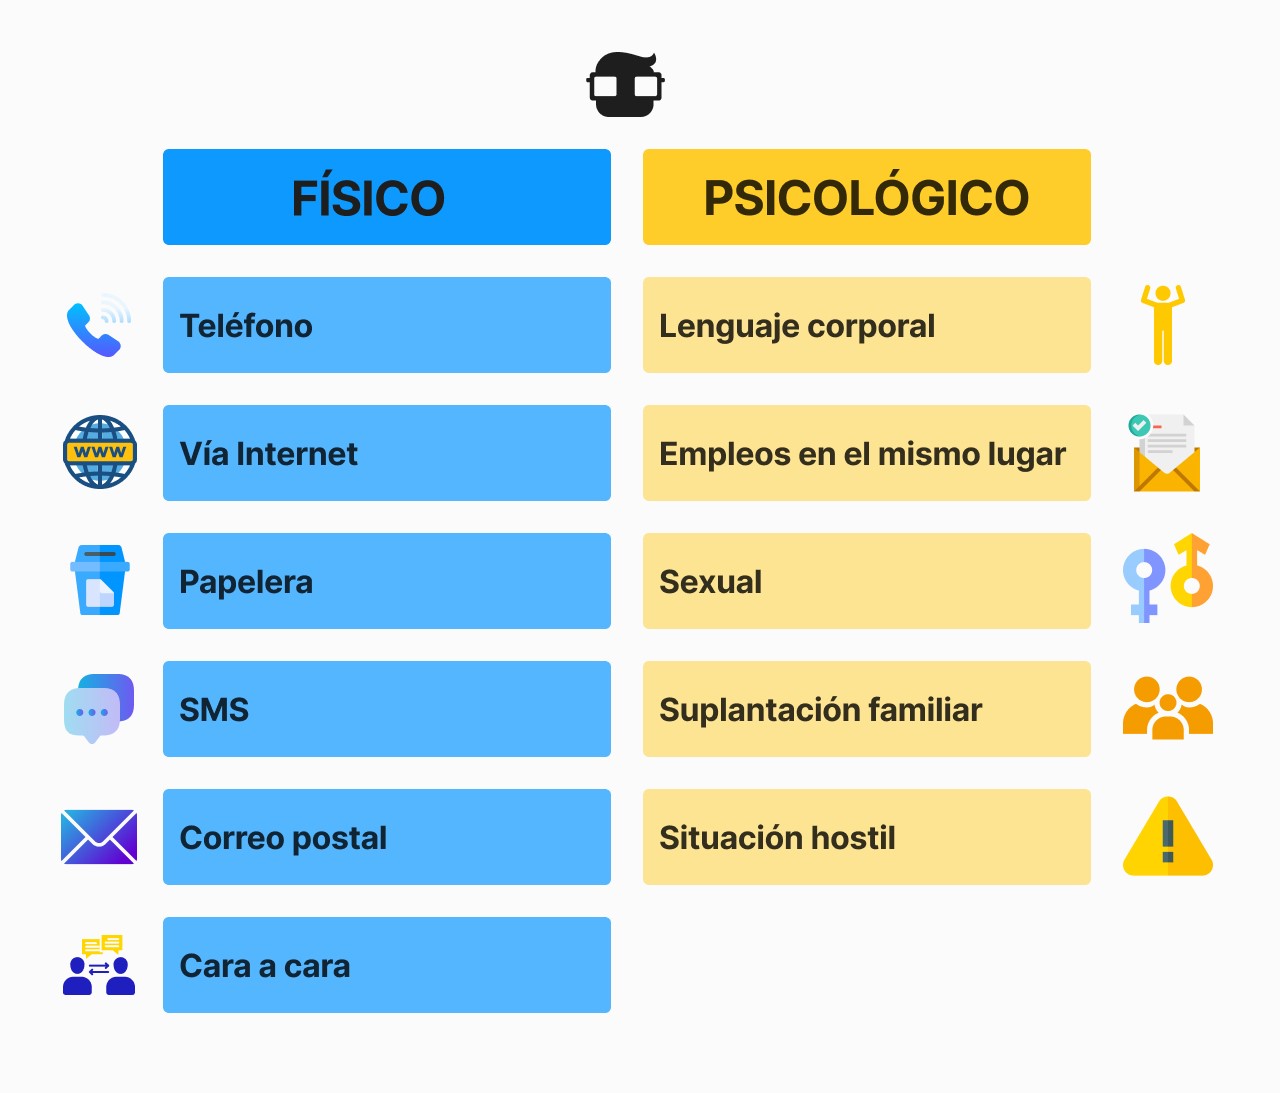 FÍSICO
PSICOLÓGICO
Teléfono
Lenguaje corporal
www
Vía Internet
Empleos en el mismo lugar
Papelera
Sexual
SMS
Suplantación familiar
Correo postal
Situación hostil
Cara a cara